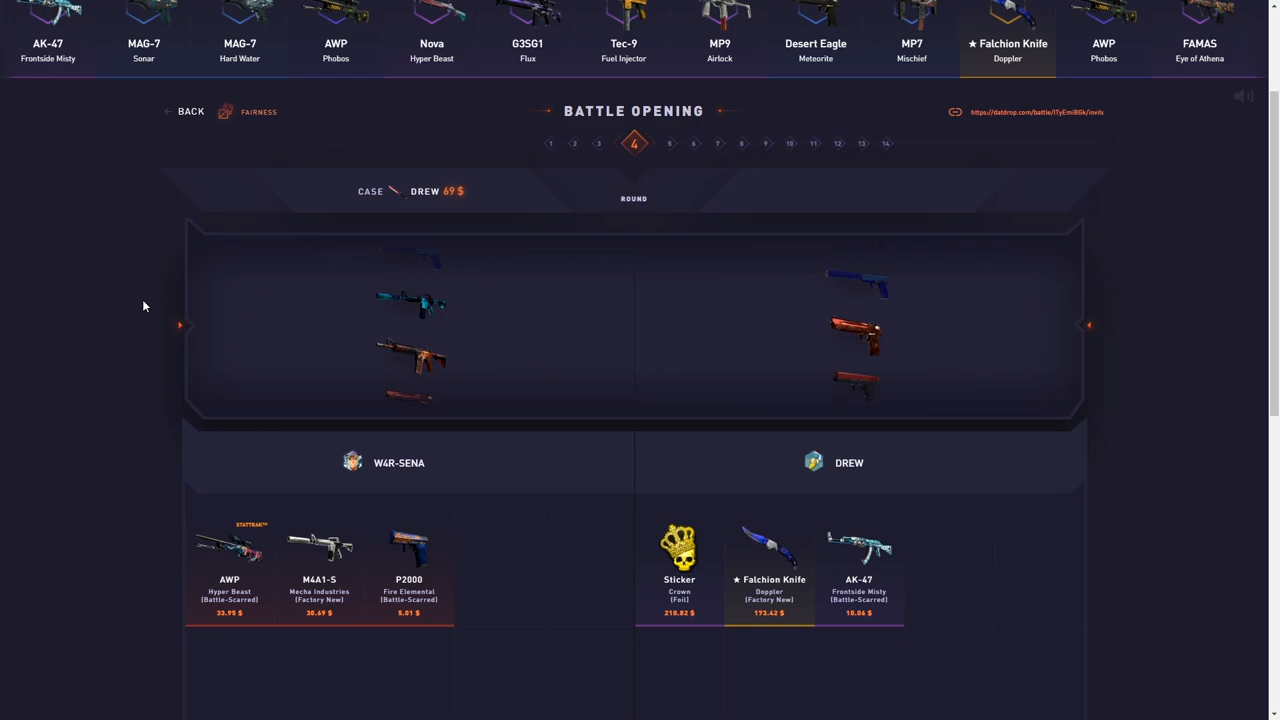 AK-47
Frontside Misty
MAG-7
Sonar
MAG-7
Hard Water
AWP
Phobos
Nova
Hyper Beast
G3SG1
Flux
Tec-9
Fuel Injector
MP9
Airlock
Desert Eagle
Meteorite
MP7
Mischief
★ Falchion Knife
Doppler
AWP
Phobos
FAMAS
Eye of Athena
← BACK
FAIRNESS
BATTLE OPENING
https://datdrop.com/battle/lTyEmiBGk/invite
1 2 3 4 5 6 7 8 9 10 11 12 13 14
CASE DREW 69 $
ROUND
W4R-SENA
DREW
STATTRAK™
AWP
Hyper Beast
(Battle-Scarred)
33.95 $
M4A1-S
Mecha Industries
(Factory New)
30.69 $
P2000
Fire Elemental
(Battle-Scarred)
5.01 $
Sticker
Crown
(Foil)
210.82 $
★ Falchion Knife
Doppler
(Factory New)
173.42 $
AK-47
Frontside Misty
(Battle-Scarred)
10.06 $